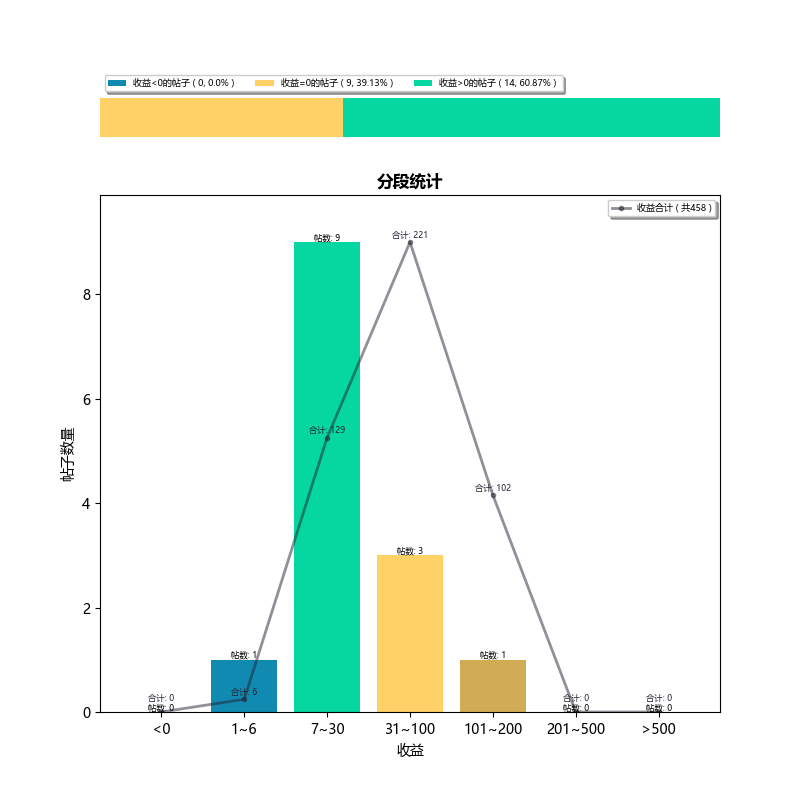 收益<0的帖子 ( 0, 0.0% ) 收益=0的帖子 ( 9, 39.13% ) 收益>0的帖子 ( 14, 60.87% )
分段统计
收益合计 ( 共458 )
合计: 221
帖数: 9
8
6
合计: 129
帖子数量
4
合计: 102
帖数: 3
2
帖数: 1
帖数: 1
合计: 6
合计: 0
合计: 0
合计: 0
帖数: 0
帖数: 0
帖数: 0
0
<0 1~6 7~30 31~100 101~200 201~500 >500
收益